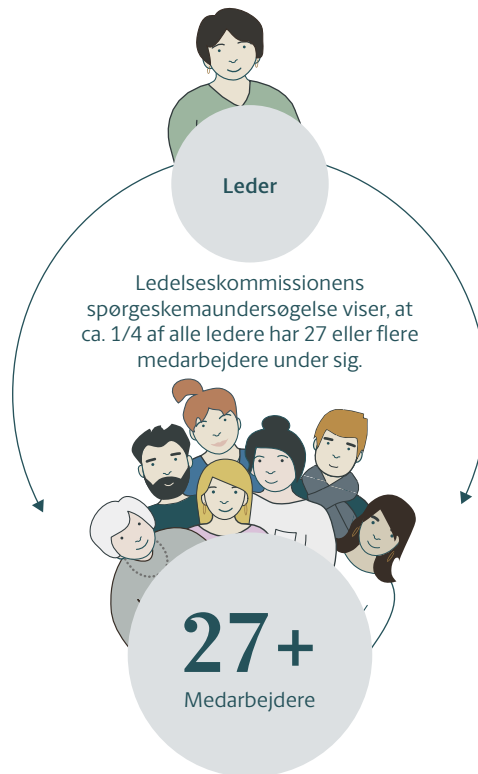 Leder
Ledelseskommissionens
spørgeskemaundersøgelse viser, at
ca. 1/4 af alle ledere har 27 eller flere
medarbejdere under sig.
27+
Medarbejdere